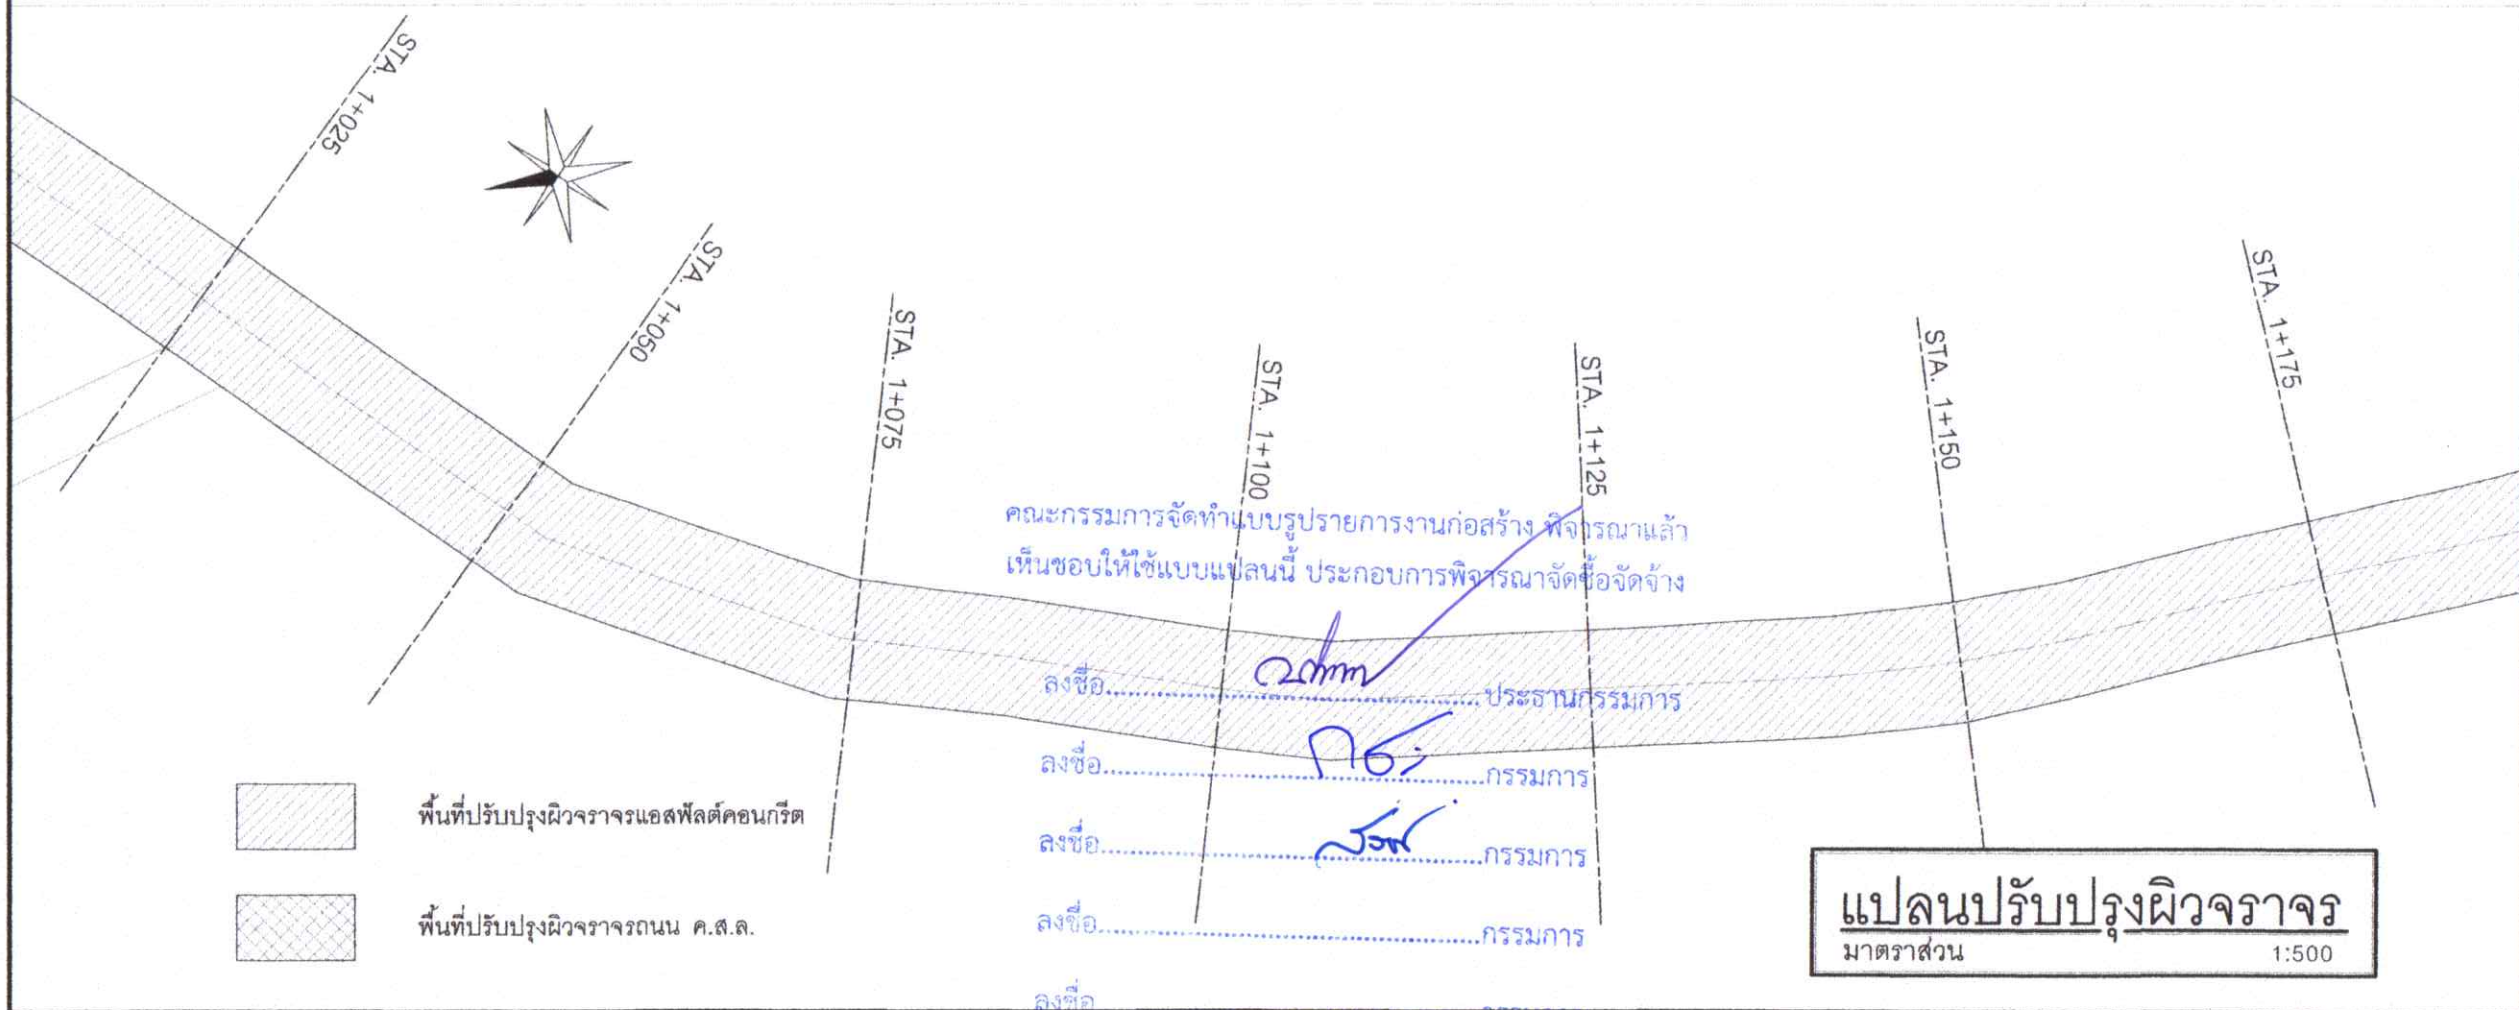 STA. 1+025
STA. 1+050
STA. 1+075
STA. 1+100
STA. 1+125
STA. 1+150
STA. 1+175
คณะกรรมการจัดทำแบบรูปรายการงานก่อสร้าง พิจารณาแล้ว
เห็นชอบให้ใช้แบบแปลนนี้ ประกอบการพิจารณาจัดซื้อจัดจ้าง
ลงชื่อ............................................ประธานกรรมการ
ลงชื่อ............................................กรรมการ
ลงชื่อ............................................กรรมการ
ลงชื่อ............................................กรรมการ
ลงชื่อ
พื้นที่ปรับปรุงผิวจราจรแอสฟัลต์คอนกรีต
พื้นที่ปรับปรุงผิวจราจรถนน ค.ส.ล.
แปลนปรับปรุงผิวจราจร
มาตราส่วน 1:500